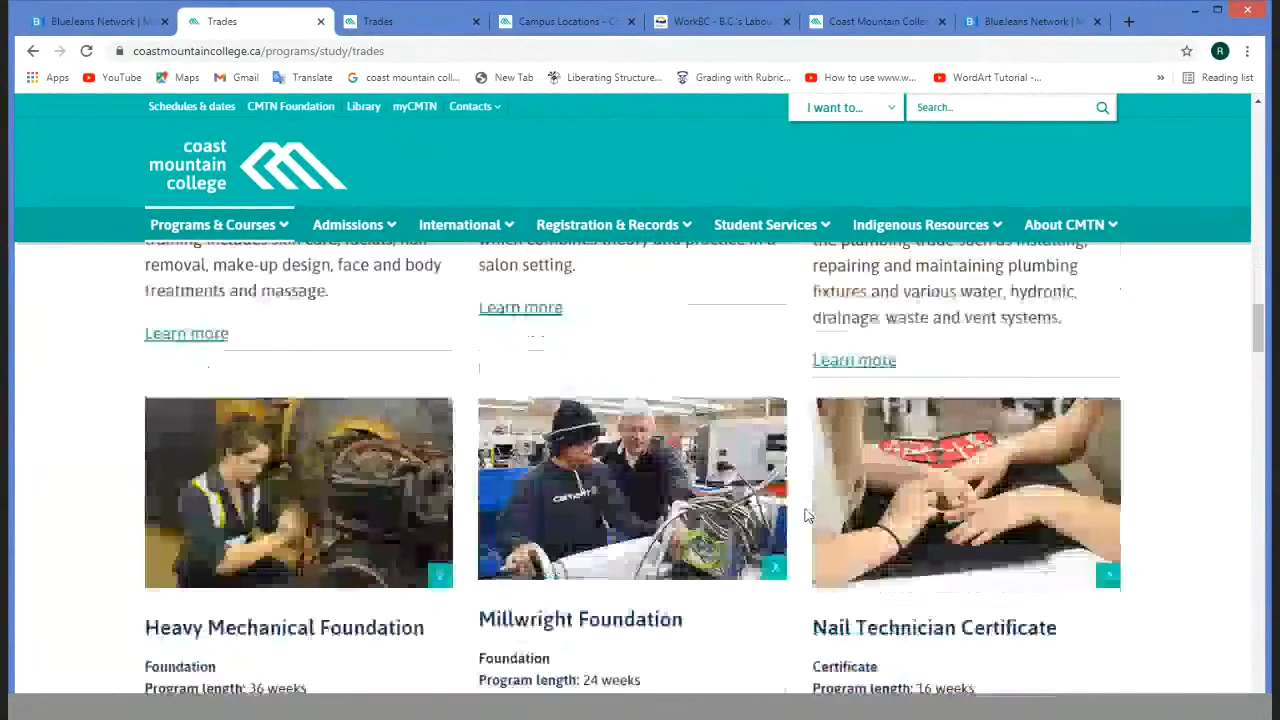 BlueJeans Network | M
Trades
Trades
Campus Locations - C
WorkBC - B.C.'s Labou
Coast Mountain Colle
BlueJeans Network | M
coastmountaincollege.ca/programs/study/trades
R
Apps
YouTube
Maps
Gmail
Translate
coast mountain coll...
New Tab
Liberating Structure...
Grading with Rubric...
How to use www.w...
WordArt Tutorial -...
»
Reading list
Schedules & dates
CMTN Foundation
Library
myCMTN
Contacts
I want to...
Search...
coast
mountain
college
Programs & Courses
Admissions
International
Registration & Records
Student Services
Indigenous Resources
About CMTN
training includes skin care, facials, hair
removal, make-up design, face and body
treatments and massage.
Learn more
which combines theory and practice in a
salon setting.
Learn more
the plumbing trade such as installing,
repairing and maintaining plumbing
fixtures and various water, hydronic,
drainage, waste and vent systems.
Learn more
Carhartt
Heavy Mechanical Foundation
Foundation
Program length: 36 weeks
Millwright Foundation
Foundation
Program length: 24 weeks
Nail Technician Certificate
Certificate
Program length: 16 weeks